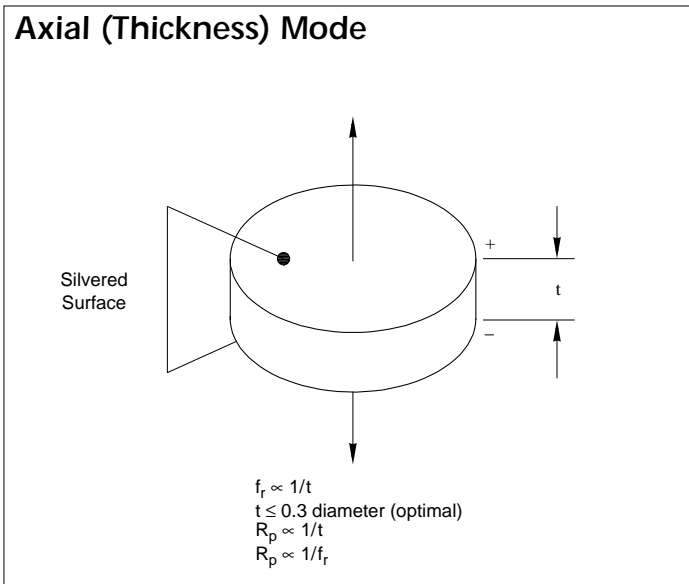 Axial (Thickness) Mode
+
Silvered
Surface
t
−
fr ∝ 1/t
t ≤ 0.3 diameter (optimal)
Rp ∝ 1/t
Rp ∝ 1/fr